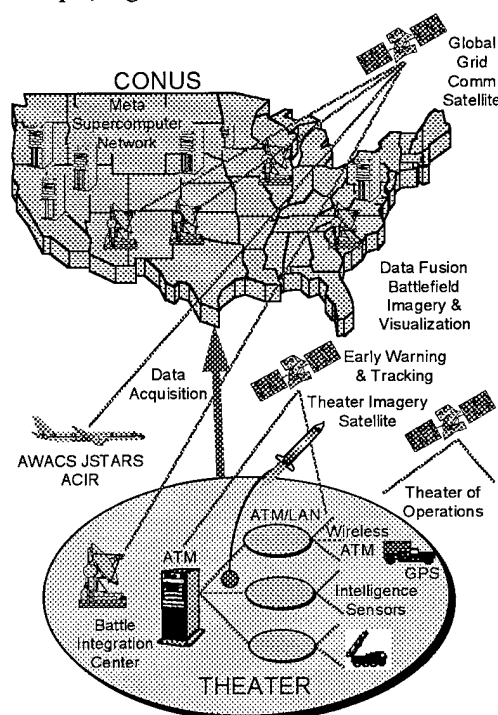 Global
Grid
Comm
Satellite
CONUS
Meta
Supercomputer
Network
Data Fusion
Battlefield
Imagery &
Visualization
Early Warning
& Tracking
Data
Acquisition
Theater Imagery
Satellite
AWACS JSTARS
ACIR
Theater of
Operations
ATM/LAN
Wireless
ATM
ATM
GPS
Intelligence
Sensors
Battle
Integration
Center
THEATER